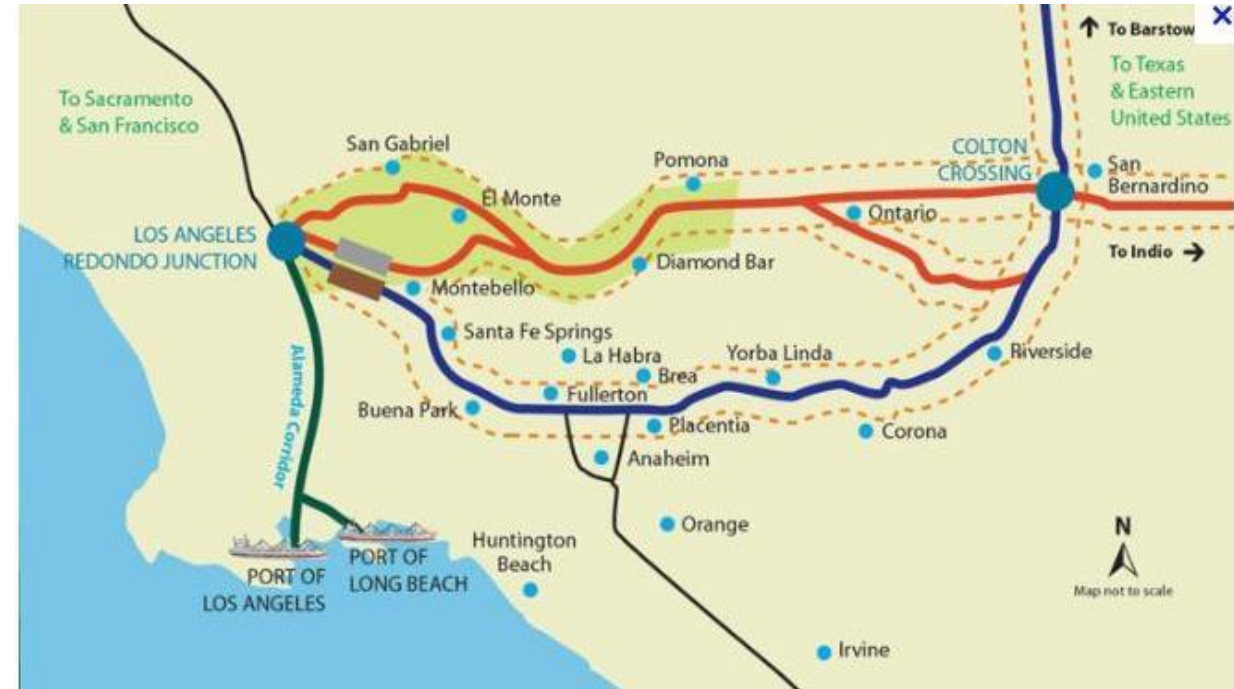 To Barstow
To Texas
& Eastern
United States
To Sacramento
& San Francisco
San Gabriel
Pomona
COLTON
CROSSING
San
Bernardino
El Monte
Ontario
LOS ANGELES
REDONDO JUNCTION
To Indio
Diamond Bar
Montebello
Santa Fe Springs
La Habra
Yorba Linda
Riverside
Brea
Fullerton
Buena Park
Placentia
Corona
Alameda Corridor
Anaheim
Orange
N
Map not to scale
Huntington
Beach
PORT OF
LONG BEACH
PORT OF
LOS ANGELES
Irvine